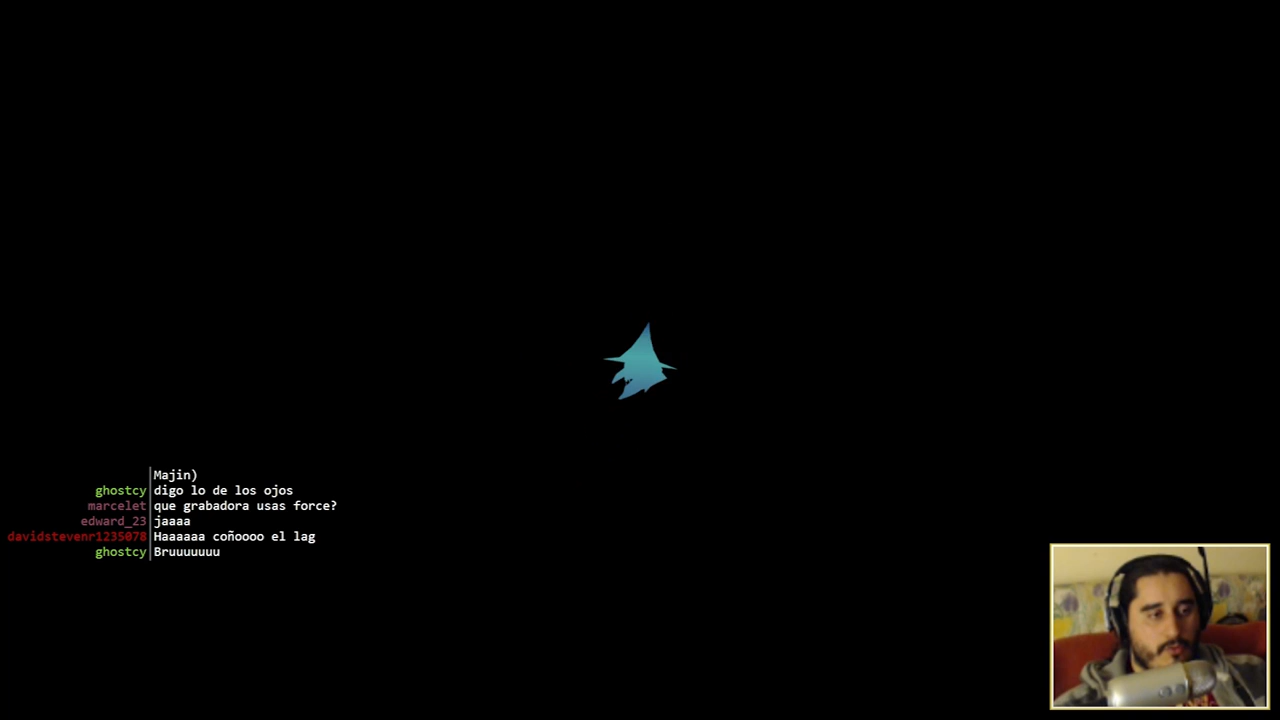 Majin)
ghostcy digo lo de los ojos
marcelet que grabadora usas force?
edward_23 jaaaa
davidstevenr1235078 Haaaaaa coñoooo el lag
ghostcy Bruuuuuuu